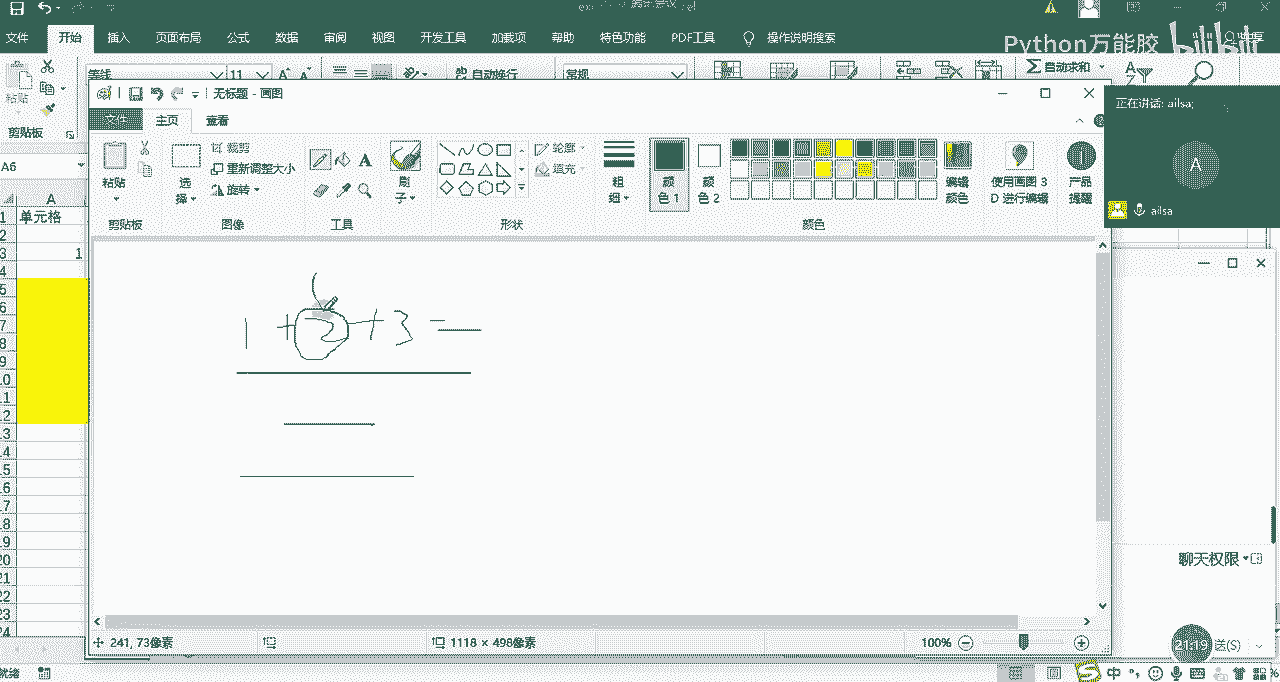 文件 开始 插入 页面布局 公式 数据 审阅 视图 开发工具 加载项 帮助 特色功能 PDF工具 操作说明搜索
Python万能胶 bilibili
粘贴 等线 11 A A 自动换行 常规 Σ自动求和
剪贴板
无标题 - 画图
正在讲话: ailsa;
文件 主页 查看
A
ailsa
粘贴 选择 裁剪 重新调整大小 旋转 A 刷子 轮廓 填充 粗细 颜色 1 颜色 2 编辑颜色 使用画图 3D 进行编辑 产品提醒
剪贴板 图像 工具 形状 颜色
A6
A
1 单元格
2
3 1
4
5
6
7
8
9
10
11
12
13
14
15
16
17
18
19
20
21
22
23
24
1 + 2 + 3 =
聊天权限
241, 73像素 1118 × 498像素 100%
21:19 送(S)
就绪 中